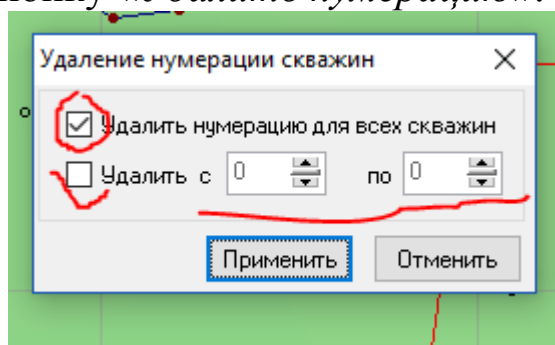 Удаление нумерации скважин
Удалить нумерацию для всех скважин
Удалить с 0 по 0
Применить Отменить